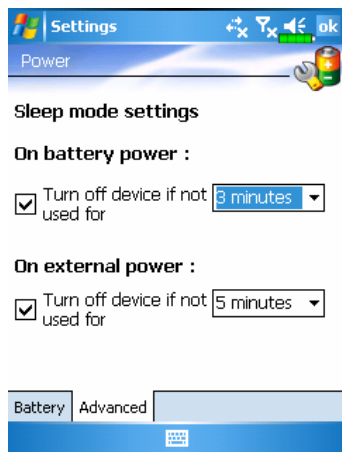 Settings
ok
Power
Sleep mode settings
On battery power :
Turn off device if not
used for
3 minutes
On external power :
Turn off device if not
used for
5 minutes
Battery
Advanced